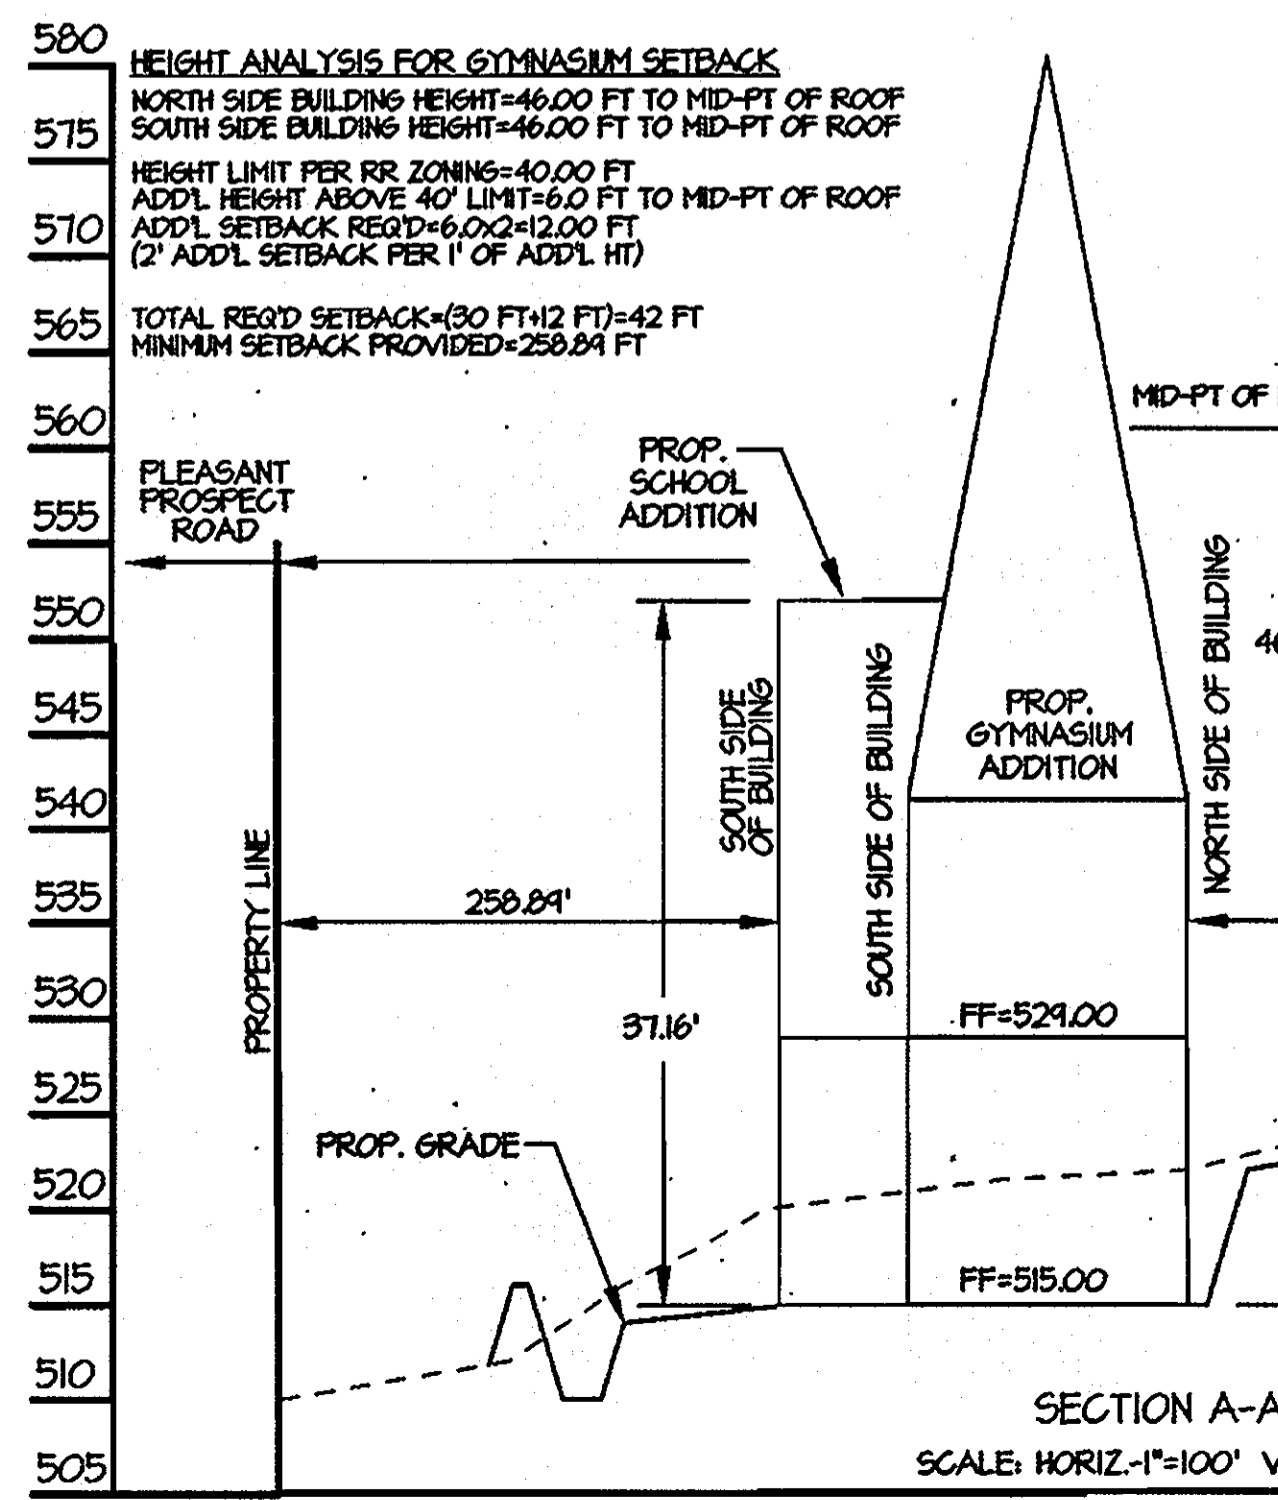 580
575
570
565
560
555
550
545
540
535
530
525
520
515
510
505
HEIGHT ANALYSIS FOR GYMNASIUM SETBACK
NORTH SIDE BUILDING HEIGHT=46.00 FT TO MID-PT OF ROOF
SOUTH SIDE BUILDING HEIGHT=46.00 FT TO MID-PT OF ROOF
HEIGHT LIMIT PER RR ZONING=40.00 FT
ADD'L HEIGHT ABOVE 40' LIMIT=6.0 FT TO MID-PT OF ROOF
ADD'L SETBACK REQ'D=6.0x2=12.00 FT
(2' ADD'L SETBACK PER 1' OF ADD'L HT)
TOTAL REQ'D SETBACK=(30 FT+12 FT)=42 FT
MINIMUM SETBACK PROVIDED=258.89 FT
MID-PT OF
PLEASANT
PROSPECT
ROAD
PROP.
SCHOOL
ADDITION
PROPERTY LINE
258.89'
37.16'
SOUTH SIDE
OF BUILDING
SOUTH SIDE OF BUILDING
PROP.
GYMNASIUM
ADDITION
NORTH SIDE OF BUILDING
46
FF=529.00
PROP. GRADE
FF=515.00
SECTION A-A
SCALE: HORIZ.-1"=100' V